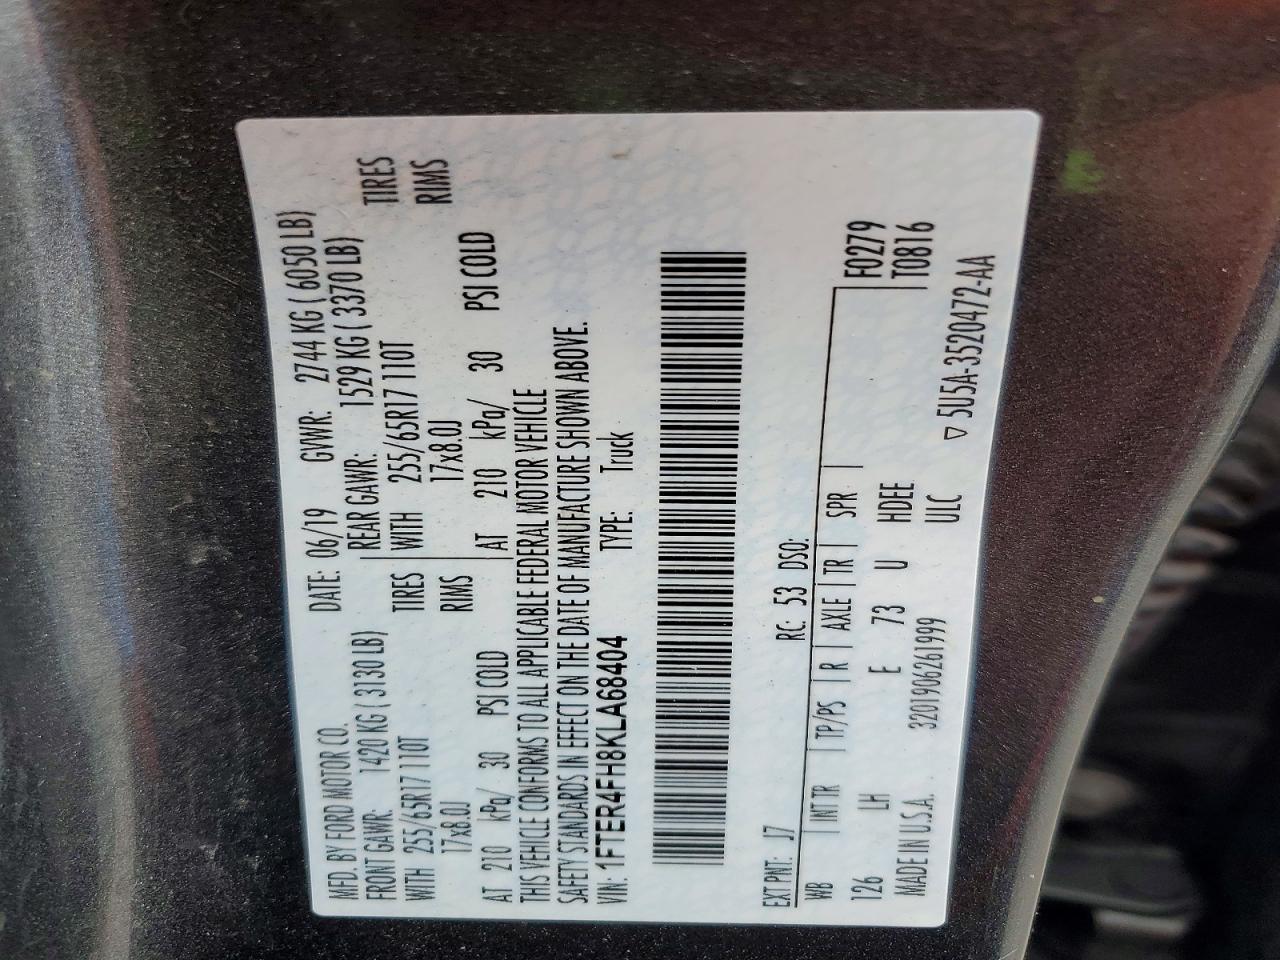 MFD. BY FORD MOTOR CO.
DATE: 06/19 GVWR: 2744 KG ( 6050 LB)
FRONT GAWR: 1420 KG ( 3130 LB) REAR GAWR: 1529 KG ( 3370 LB)
WITH 255/65R17 110T TIRES WITH 255/65R17 110T TIRES
17x8.0J RIMS 17x8.0J RIMS
AT 210 kPa/ 30 PSI COLD AT 210 kPa/ 30 PSI COLD
THIS VEHICLE CONFORMS TO ALL APPLICABLE FEDERAL MOTOR VEHICLE
SAFETY STANDARDS IN EFFECT ON THE DATE OF MANUFACTURE SHOWN ABOVE.
VIN: 1FTER4FH8KLA68404 TYPE: Truck
EXT PNT: J7 RC: 53 DSO:
WB INT TR TP/PS R AXLE TR SPR F0279
126 LH E 73 U HDEE T0816
MADE IN U.S.A. 3201906261999 ULC
▽ 5U5A-3520472-AA